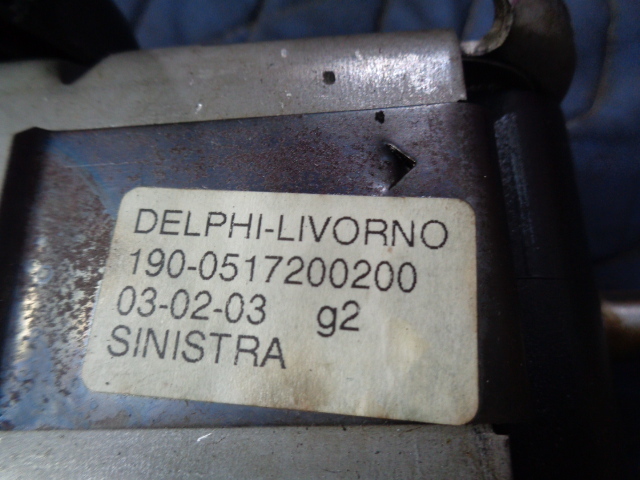 DELPHI-LIVORNO
190-0517200200
03-02-03 g2
SINISTRA